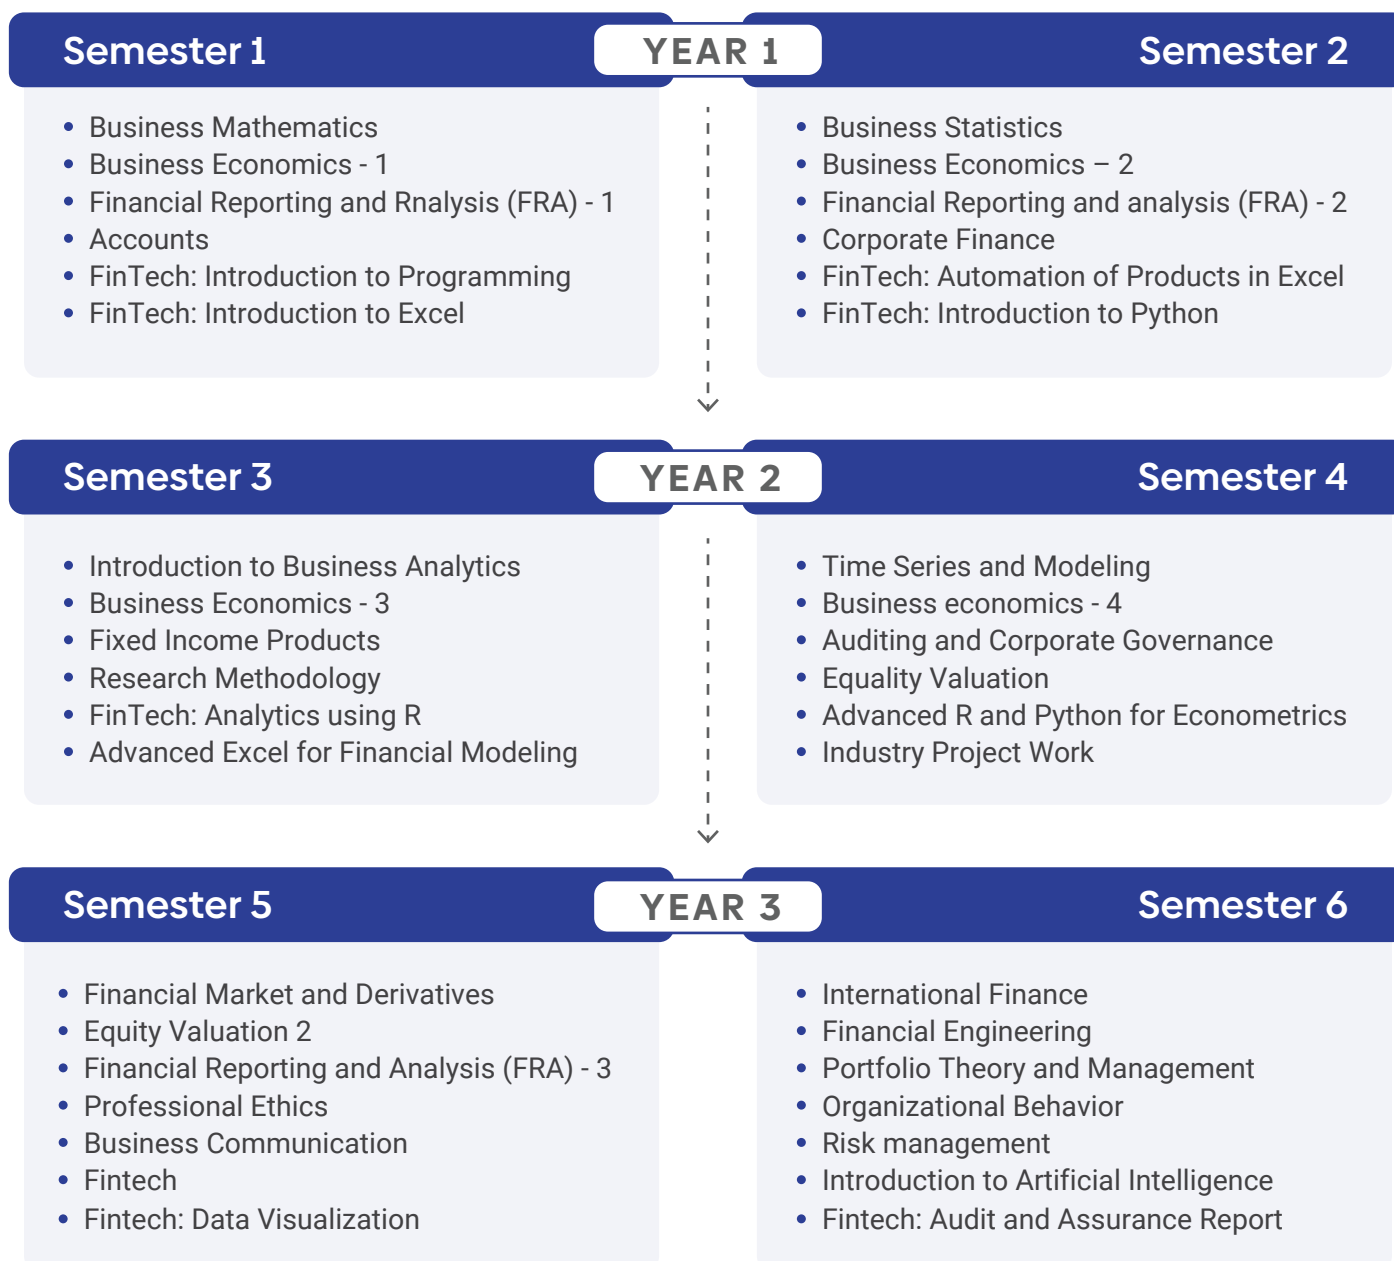 Semester 1
YEAR 1
Semester 2
Business Mathematics
Business Economics - 1
Financial Reporting and Rnalysis (FRA) - 1
Accounts
FinTech: Introduction to Programming
FinTech: Introduction to Excel
Business Statistics
Business Economics – 2
Financial Reporting and analysis (FRA) - 2
Corporate Finance
FinTech: Automation of Products in Excel
FinTech: Introduction to Python
Semester 3
YEAR 2
Semester 4
Introduction to Business Analytics
Business Economics - 3
Fixed Income Products
Research Methodology
FinTech: Analytics using R
Advanced Excel for Financial Modeling
Time Series and Modeling
Business economics - 4
Auditing and Corporate Governance
Equality Valuation
Advanced R and Python for Econometrics
Industry Project Work
Semester 5
YEAR 3
Semester 6
Financial Market and Derivatives
Equity Valuation 2
Financial Reporting and Analysis (FRA) - 3
Professional Ethics
Business Communication
Fintech
Fintech: Data Visualization
International Finance
Financial Engineering
Portfolio Theory and Management
Organizational Behavior
Risk management
Introduction to Artificial Intelligence
Fintech: Audit and Assurance Report